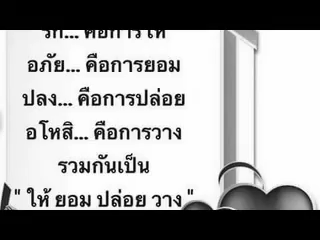 รัก... คือการให้
อภัย... คือการยอม
ปลง... คือการปล่อย
อโหสิ... คือการวาง
รวมกันเป็น
" ให้ ยอม ปล่อย วาง "